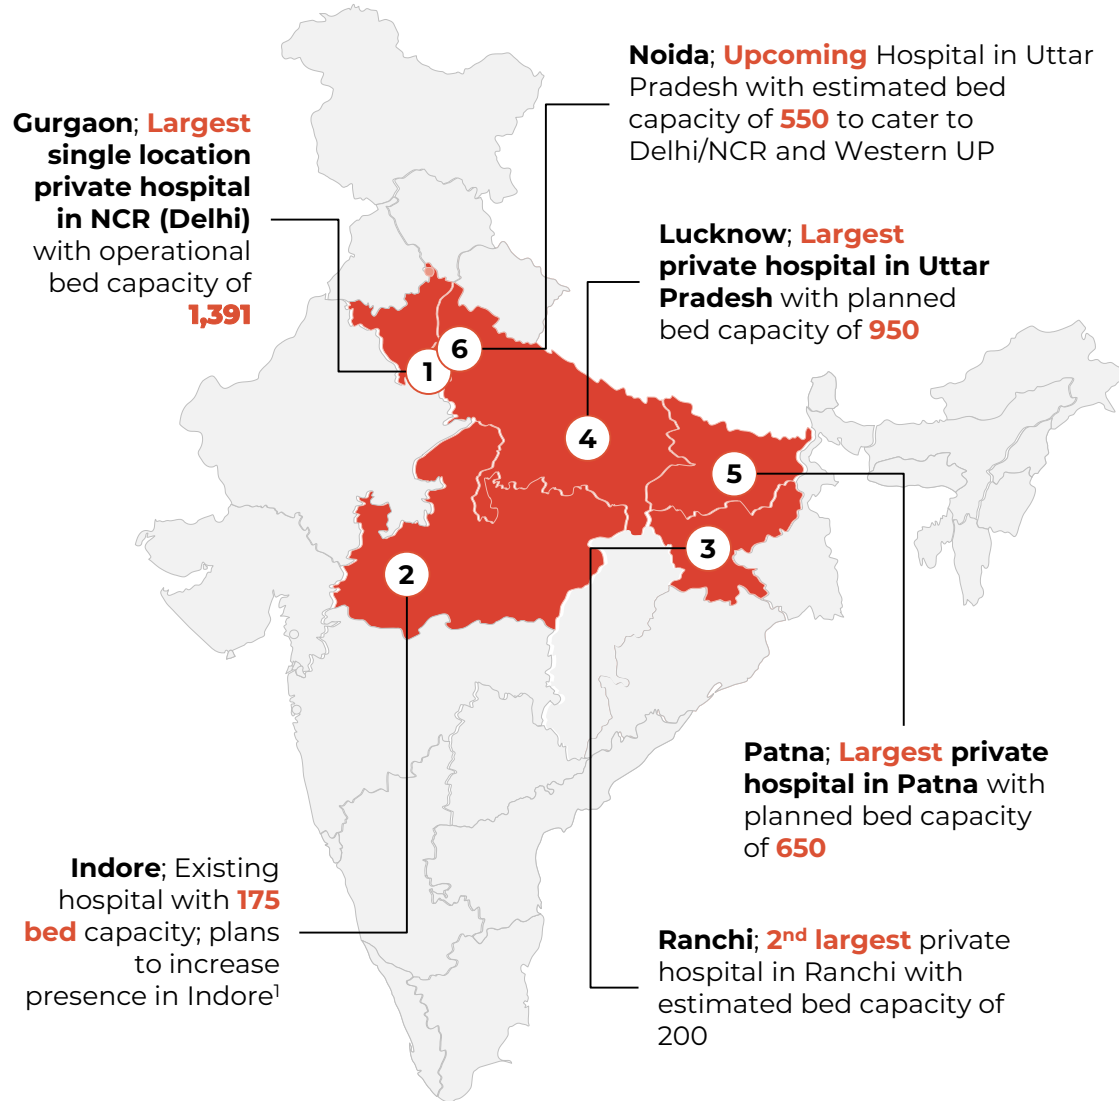 Noida; Upcoming Hospital in Uttar
Pradesh with estimated bed
capacity of 550 to cater to
Delhi/NCR and Western UP
Gurgaon; Largest
single location
private hospital
in NCR (Delhi)
with operational
bed capacity of
1,391
Lucknow; Largest
private hospital in Uttar
Pradesh with planned
bed capacity of 950
6
1
4
5
3
2
Patna; Largest private
hospital in Patna with
planned bed capacity
of 650
Indore; Existing
hospital with 175
bed capacity; plans
to increase
presence in Indore¹
Ranchi; 2ⁿᵈ largest private
hospital in Ranchi with
estimated bed capacity of
200